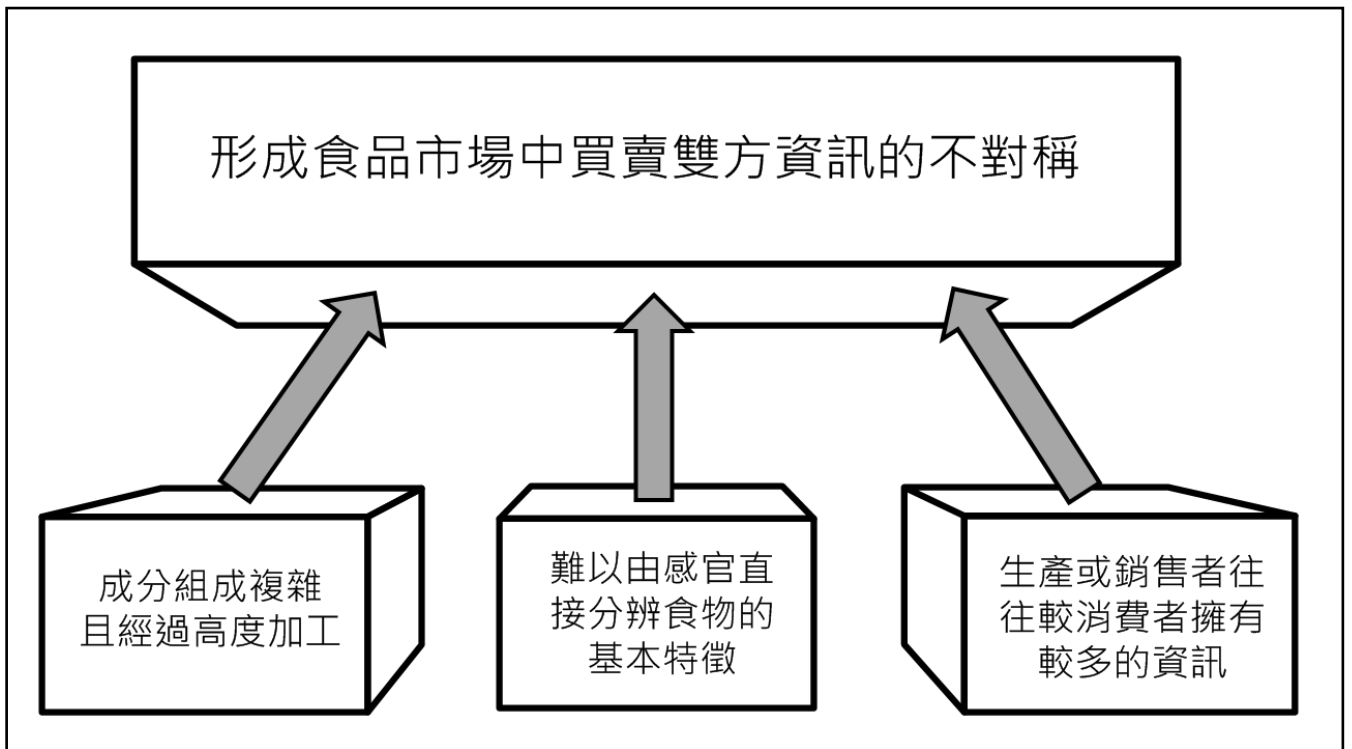 形成食品市場中買賣雙方資訊的不對稱
成分組成複雜
且經過高度加工
難以由感官直
接分辨食物的
基本特徵
生產或銷售者往
往較消費者擁有
較多的資訊